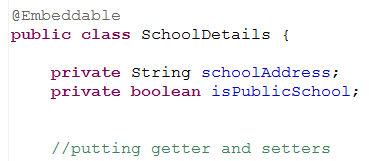 @Embeddable
public class SchoolDetails {
private String schoolAddress;
private boolean isPublicSchool;
//putting getter and setters